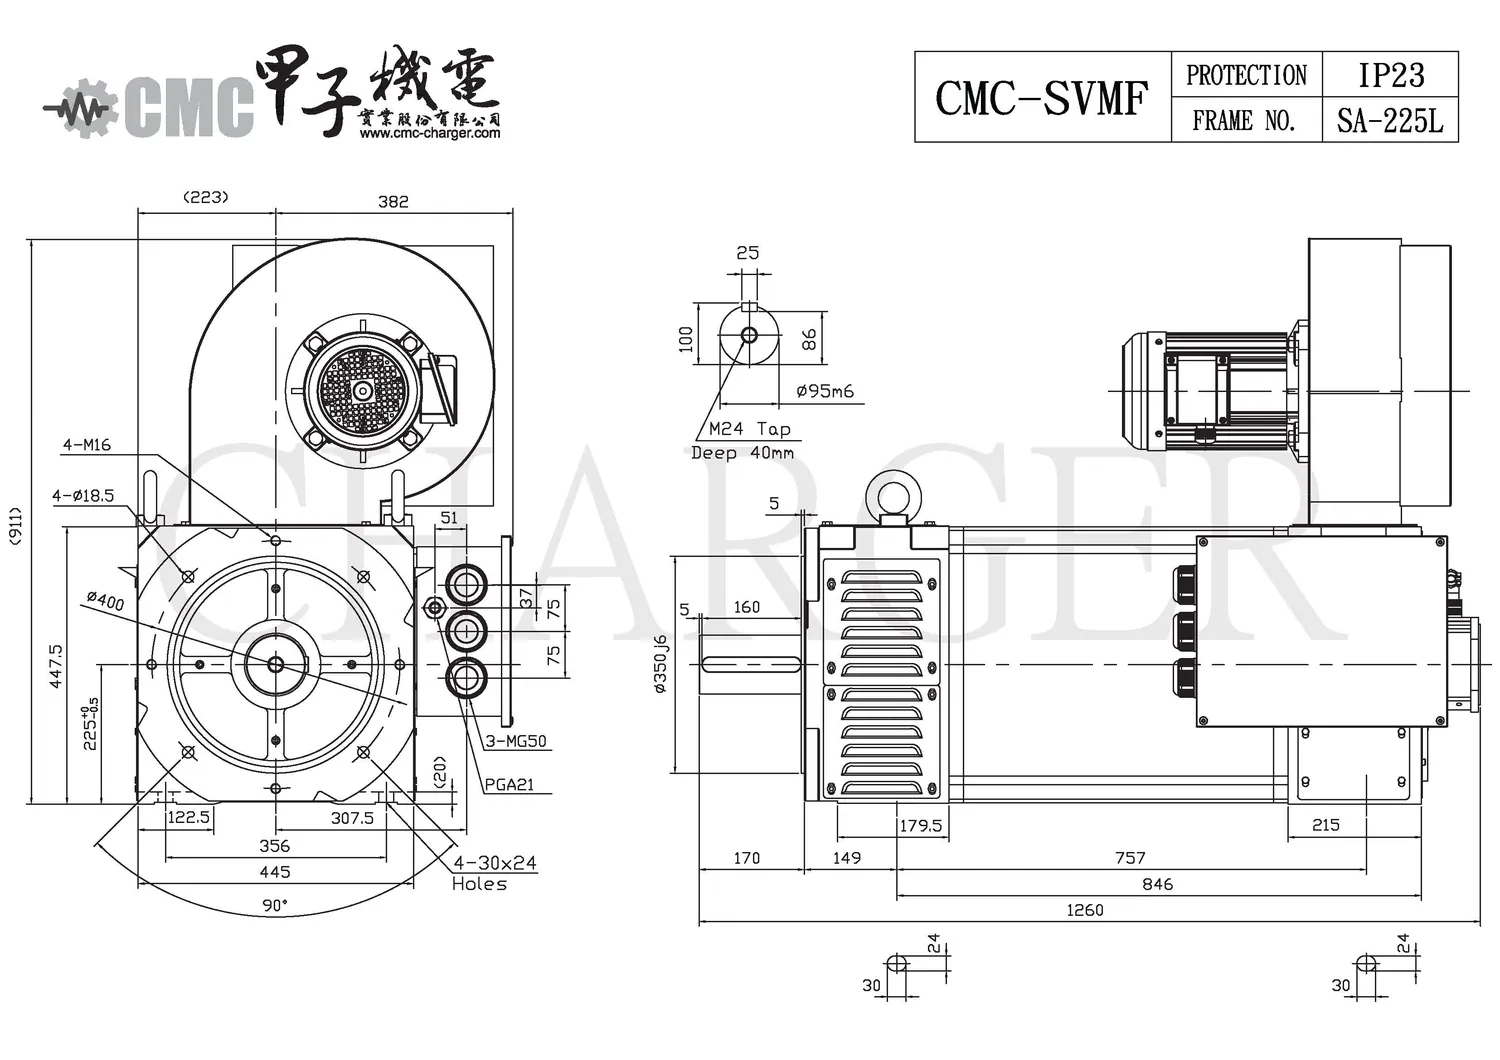 CMC 甲子機電
實業股份有限公司
www.cmc-charger.com
CMC-SVMF
PROTECTION IP23
FRAME NO. SA-225L
(223) 382
25
100
86
Ø95m6
M24 Tap
Deep 40mm
4-M16
4-Ø18.5
(911)
51
Ø400
37
75
75
447.5
225+0-0.5
3-MG50
(20)
PGA21
122.5
307.5
356
4-30x24
Holes
445
90°
5
5
160
Ø350j6
179.5
215
170
149
757
846
1260
24
30
24
30
CHARGER